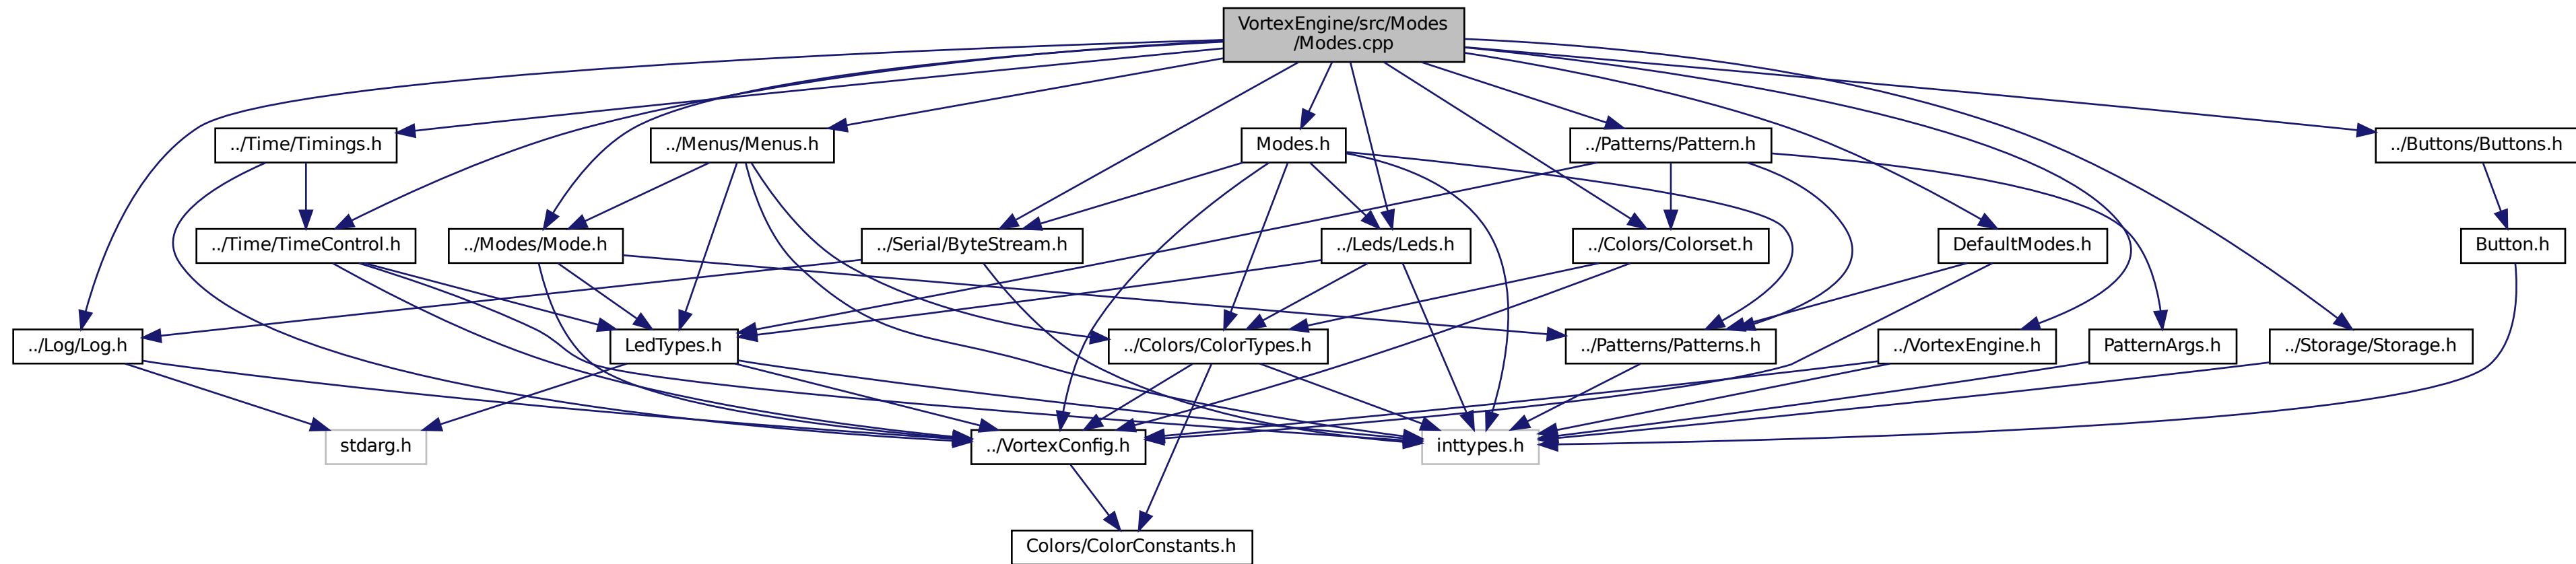 VortexEngine/src/Modes
/Modes.cpp
../Time/Timings.h
../Menus/Menus.h
Modes.h
../Patterns/Pattern.h
../Buttons/Buttons.h
../Time/TimeControl.h
../Modes/Mode.h
../Serial/ByteStream.h
../Leds/Leds.h
../Colors/Colorset.h
DefaultModes.h
Button.h
../Log/Log.h
LedTypes.h
../Colors/ColorTypes.h
../Patterns/Patterns.h
../VortexEngine.h
PatternArgs.h
../Storage/Storage.h
stdarg.h
../VortexConfig.h
inttypes.h
Colors/ColorConstants.h